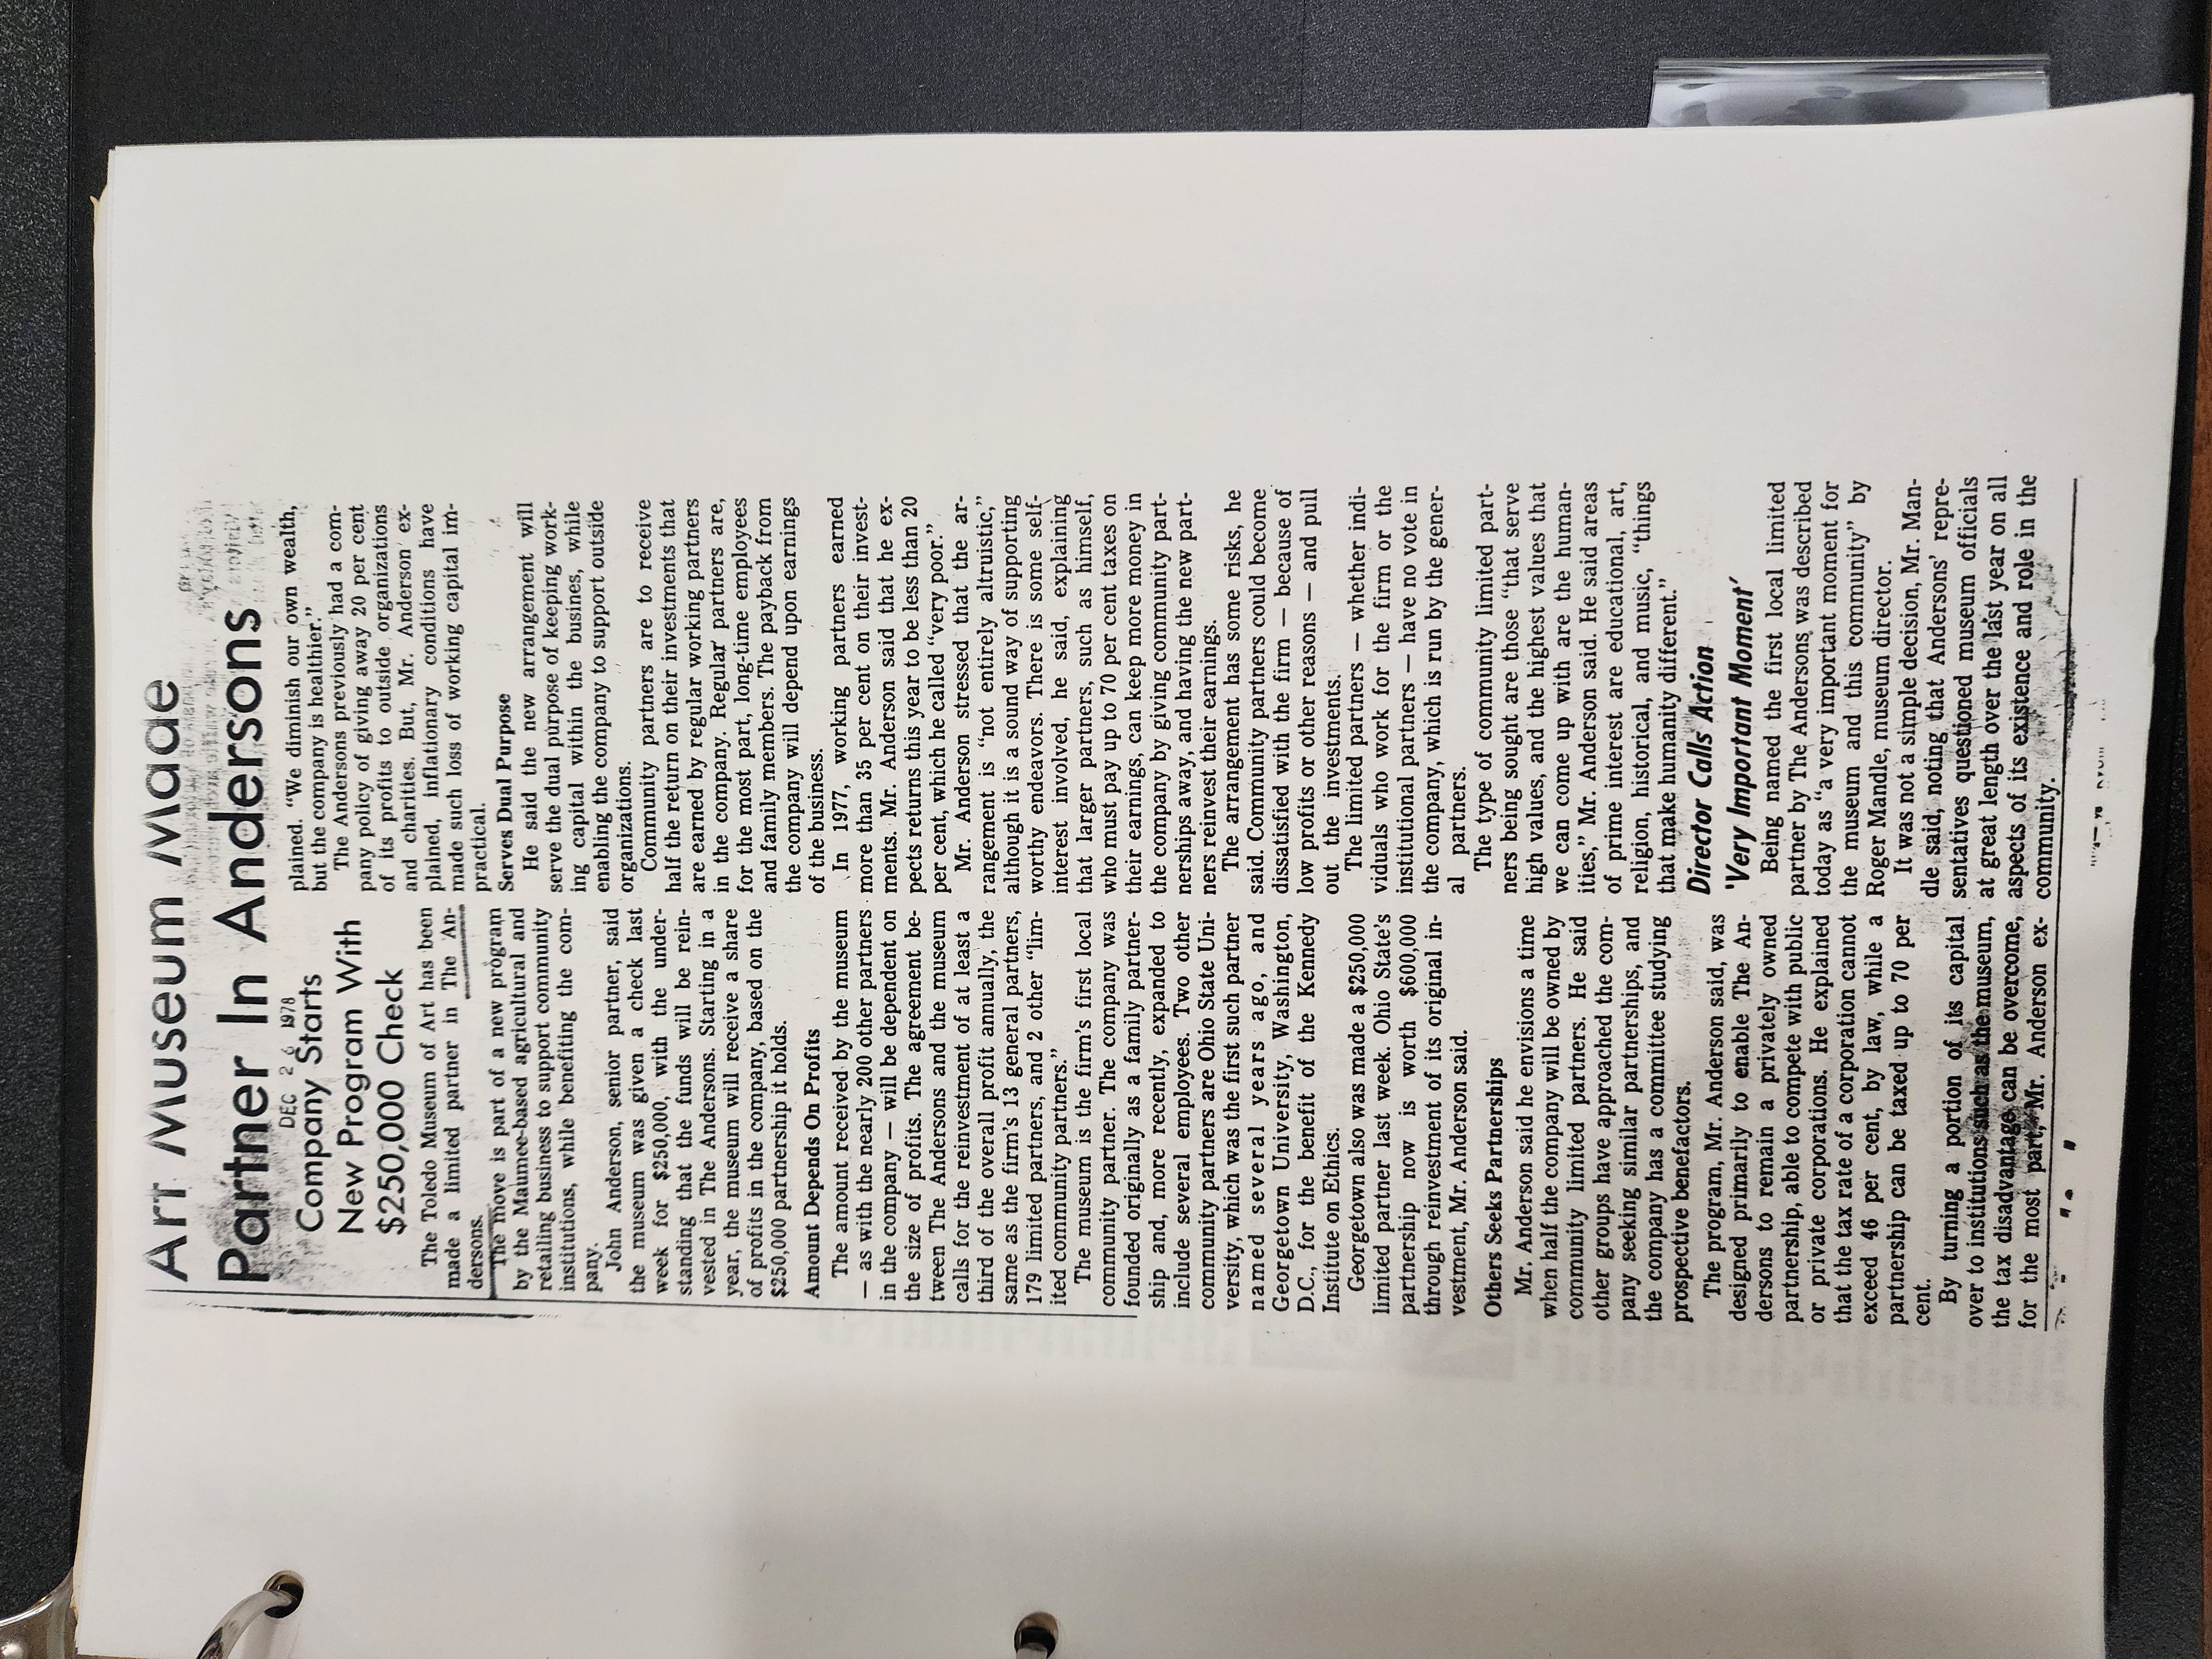 Art Museum Made
Partner In Andersons
DEC 26 1978
Company Starts
New Program With
$250,000 Check
The Toledo Museum of Art has been
made a limited partner in The An-
dersons.
The move is part of a new program
by the Maumee-based agricultural and
retailing business to support community
institutions, while benefiting the com-
pany.
John Anderson, senior partner, said
the museum was given a check last
week for $250,000, with the under-
standing that the funds will be rein-
vested in The Andersons. Starting in a
year, the museum will receive a share
of profits in the company, based on the
$250,000 partnership it holds.
Amount Depends On Profits
The amount received by the museum
— as with the nearly 200 other partners
in the company — will be dependent on
the size of profits. The agreement be-
tween The Andersons and the museum
calls for the reinvestment of at least a
third of the overall profit annually, the
same as the firm's 13 general partners,
179 limited partners, and 2 other "lim-
ited community partners."
The museum is the firm's first local
community partner. The company was
founded originally as a family partner-
ship and, more recently, expanded to
include several employees. Two other
community partners are Ohio State Uni-
versity, which was the first such partner
named several years ago, and
Georgetown University, Washington,
D.C., for the benefit of the Kennedy
Institute on Ethics.
Georgetown also was made a $250,000
limited partner last week. Ohio State's
partnership now is worth $600,000
through reinvestment of its original in-
vestment, Mr. Anderson said.
Others Seeks Partnerships
Mr. Anderson said he envisions a time
when half the company will be owned by
community limited partners. He said
other groups have approached the com-
pany seeking similar partnerships, and
the company has a committee studying
prospective benefactors.
The program, Mr. Anderson said, was
designed primarily to enable The An-
dersons to remain a privately owned
partnership, able to compete with public
or private corporations. He explained
that the tax rate of a corporation cannot
exceed 46 per cent, by law, while a
partnership can be taxed up to 70 per
cent.
By turning a portion of its capital
over to institutions such as the museum,
the tax disadvantage can be overcome,
for the most part, Mr. Anderson ex-
plained. "We diminish our own wealth,
but the company is healthier."
The Andersons previously had a com-
pany policy of giving away 20 per cent
of its profits to outside organizations
and charities. But, Mr. Anderson ex-
plained, inflationary conditions have
made such loss of working capital im-
practical.
Serves Dual Purpose
He said the new arrangement will
serve the dual purpose of keeping work-
ing capital within the busines, while
enabling the company to support outside
organizations.
Community partners are to receive
half the return on their investments that
are earned by regular working partners
in the company. Regular partners are,
for the most part, long-time employees
and family members. The payback from
the company will depend upon earnings
of the business.
In 1977, working partners earned
more than 35 per cent on their invest-
ments. Mr. Anderson said that he ex-
pects returns this year to be less than 20
per cent, which he called "very poor."
Mr. Anderson stressed that the ar-
rangement is "not entirely altruistic,"
although it is a sound way of supporting
worthy endeavors. There is some self-
interest involved, he said, explaining
that larger partners, such as himself,
who must pay up to 70 per cent taxes on
their earnings, can keep more money in
the company by giving community part-
nerships away, and having the new part-
ners reinvest their earnings.
The arrangement has some risks, he
said. Community partners could become
dissatisfied with the firm — because of
low profits or other reasons — and pull
out the investments.
The limited partners — whether indi-
viduals who work for the firm or the
institutional partners — have no vote in
the company, which is run by the gener-
al partners.
The type of community limited part-
ners being sought are those "that serve
high values, and the highest values that
we can come up with are the human-
ities," Mr. Anderson said. He said areas
of prime interest are educational, art,
religion, historical, and music, "things
that make humanity different."
Director Calls Action
'Very Important Moment'
Being named the first local limited
partner by The Andersons was described
today as "a very important moment for
the museum and this community" by
Roger Mandle, museum director.
It was not a simple decision, Mr. Man-
dle said, noting that Andersons' repre-
sentatives questioned museum officials
at great length over the last year on all
aspects of its existence and role in the
community.